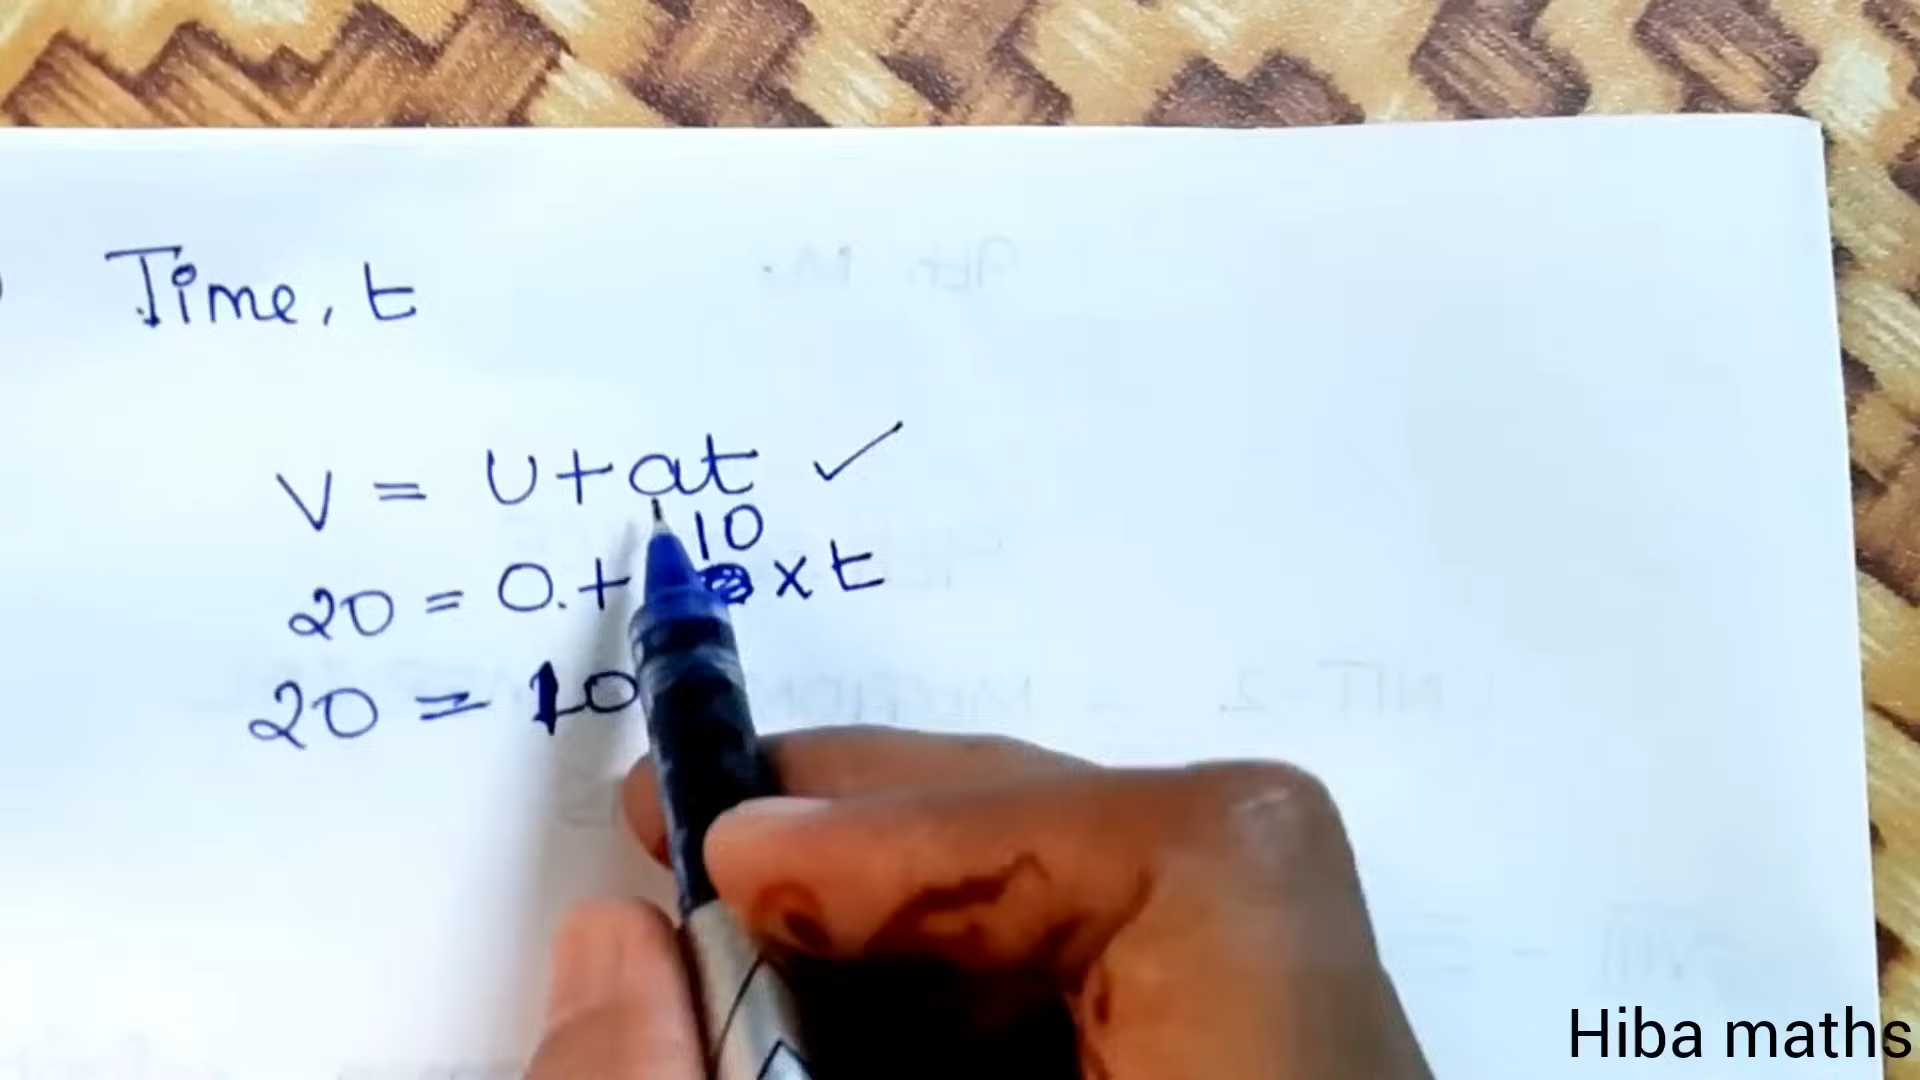 Time, t
V = U + at ✓
10
20 = 0. + x t
20 = 10
Hiba maths